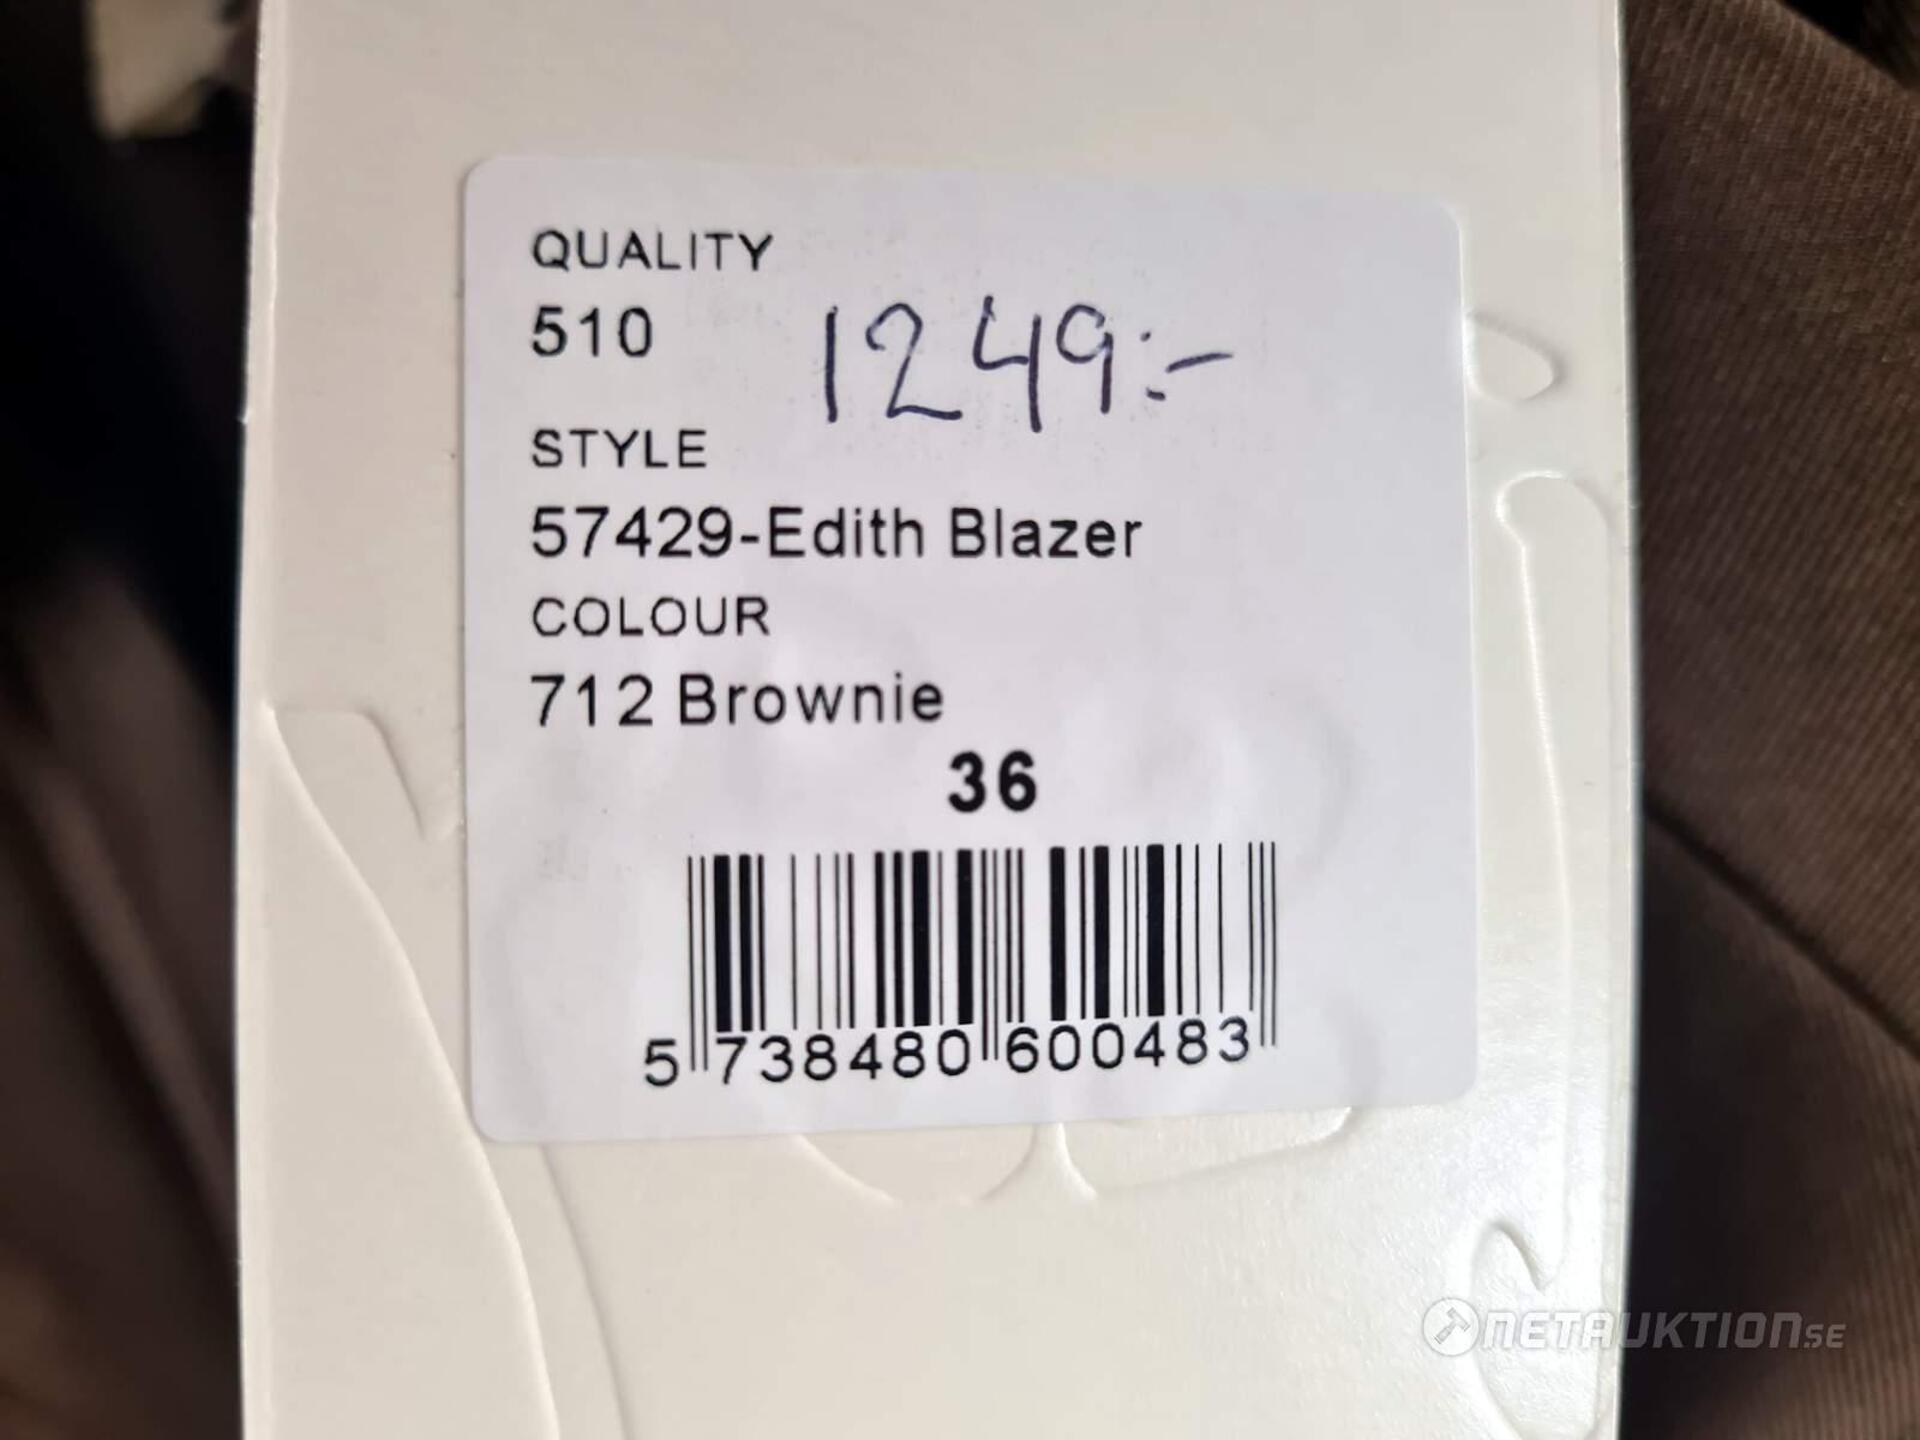 QUALITY
510 1249:-
STYLE
57429-Edith Blazer
COLOUR
712 Brownie
36
5 738480 600483
NETAUKTION.SE